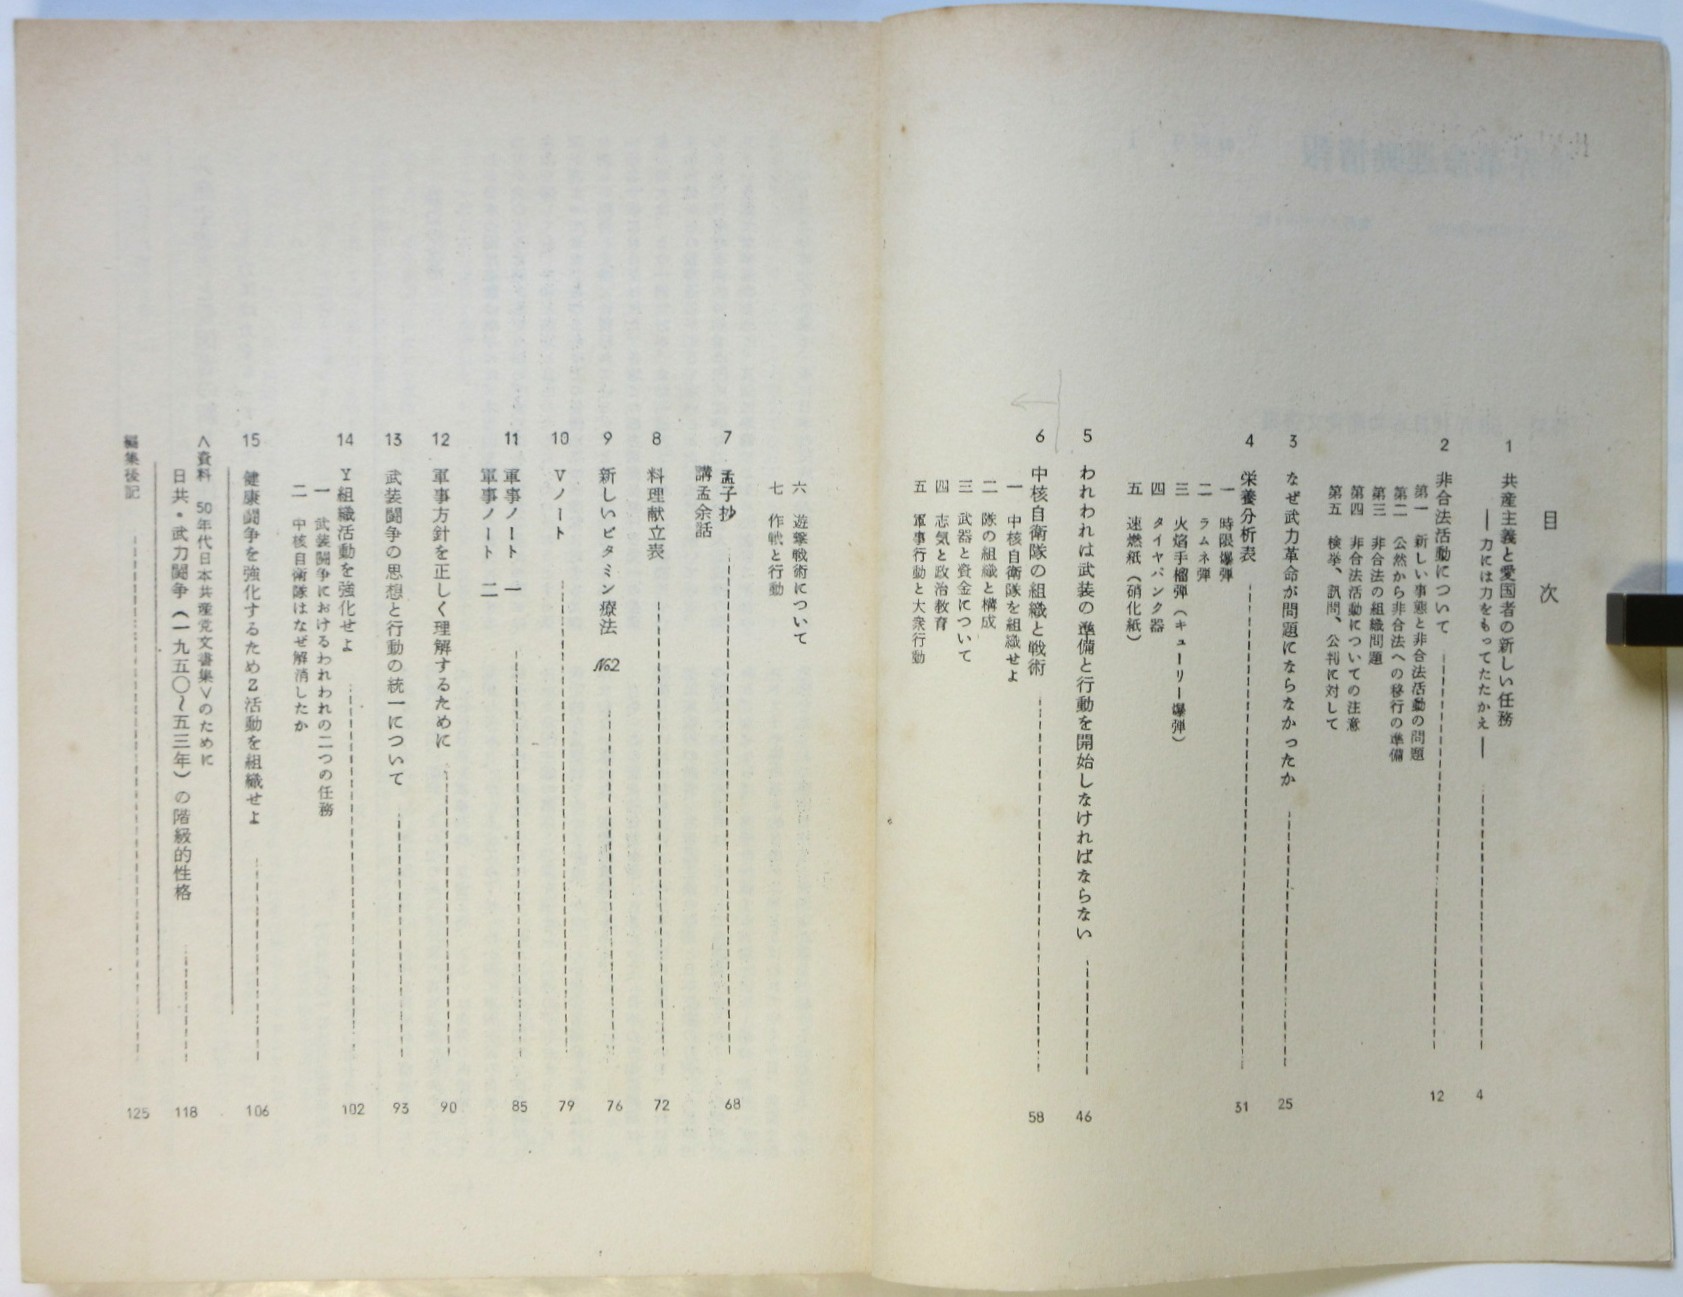 目次
1 共産主義と愛国者の新しい任務
―力には力をもってたたかえ― 4
2 非合法活動について 12
第一 新しい事態と非合法活動の問題
第二 公然から非合法への移行の準備
第三 非合法の組織問題
第四 非合法活動についての注意
第五 検挙、訊問、公判に対して
3 なぜ武力革命が問題にならなかったか 25
4 栄養分析表 31
一 時限爆弾
二 ラムネ弾
三 火焔手榴弾(キューリー爆弾)
四 タイヤパンク器
五 速燃紙(硝化紙)
5 われわれは武装の準備と行動を開始しなければならない 46
6 中核自衛隊の組織と戦術 58
一 中核自衛隊を組織せよ
二 隊の組織と構成
三 武器と資金について
四 志気と政治教育
五 軍事行動と大衆行動
六 遊撃戦術について
七 作戦と行動
7 孟子抄 68
講孟余話
8 料理献立表 72
9 新しいビタミン療法 №2 76
10 Vノート 79
11 軍事ノート 一 85
軍事ノート 二
12 軍事方針を正しく理解するために 90
13 武装闘争の思想と行動の統一について 93
14 Y組織活動を強化せよ 102
一 武装闘争におけるわれわれの二つの任務
二 中核自衛隊はなぜ解消したか
15 健康闘争を強化するためZ活動を組織せよ 106
<資料 50年代日本共産党文書集>のために
日共・武力闘争(一九五〇~五三年)の階級的性格 118
編集後記 125